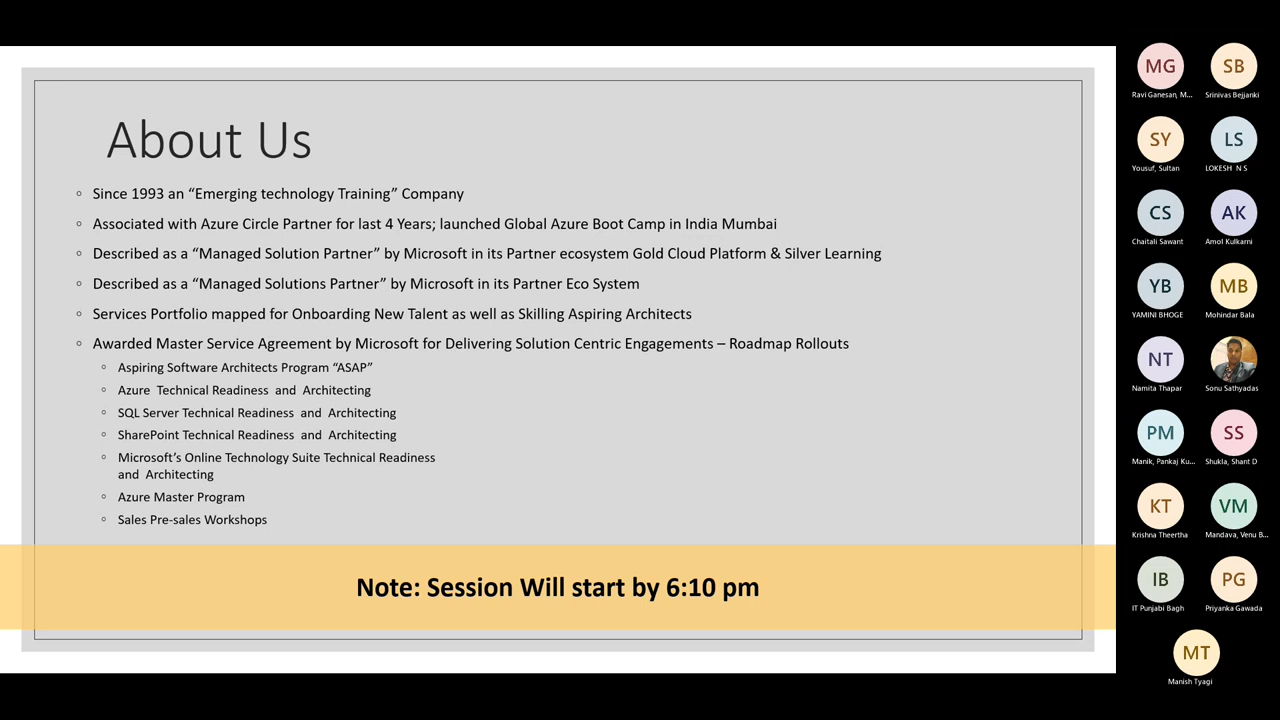 About Us
Since 1993 an “Emerging technology Training” Company
Associated with Azure Circle Partner for last 4 Years; launched Global Azure Boot Camp in India Mumbai
Described as a “Managed Solution Partner” by Microsoft in its Partner ecosystem Gold Cloud Platform & Silver Learning
Described as a “Managed Solutions Partner” by Microsoft in its Partner Eco System
Services Portfolio mapped for Onboarding New Talent as well as Skilling Aspiring Architects
Awarded Master Service Agreement by Microsoft for Delivering Solution Centric Engagements – Roadmap Rollouts
Aspiring Software Architects Program “ASAP”
Azure Technical Readiness and Architecting
SQL Server Technical Readiness and Architecting
SharePoint Technical Readiness and Architecting
Microsoft’s Online Technology Suite Technical Readiness
and Architecting
Azure Master Program
Sales Pre-sales Workshops
Note: Session Will start by 6:10 pm
MG SB
Ravi Ganesan, M... Srinivas Bejjanki
SY LS
Yousuf, Sultan LOKESH N S
CS AK
Chaitali Sawant Amol Kulkarni
YB MB
YAMINI BHOGE Mohindar Bala
NT
Namita Thapar Sonu Sathyadas
PM SS
Manik, Pankaj Ku... Shukla, Shant D
KT VM
Krishna Theertha Mandava, Venu B...
IB PG
IT Punjabi Bagh Priyanka Gawada
MT
Manish Tyagi